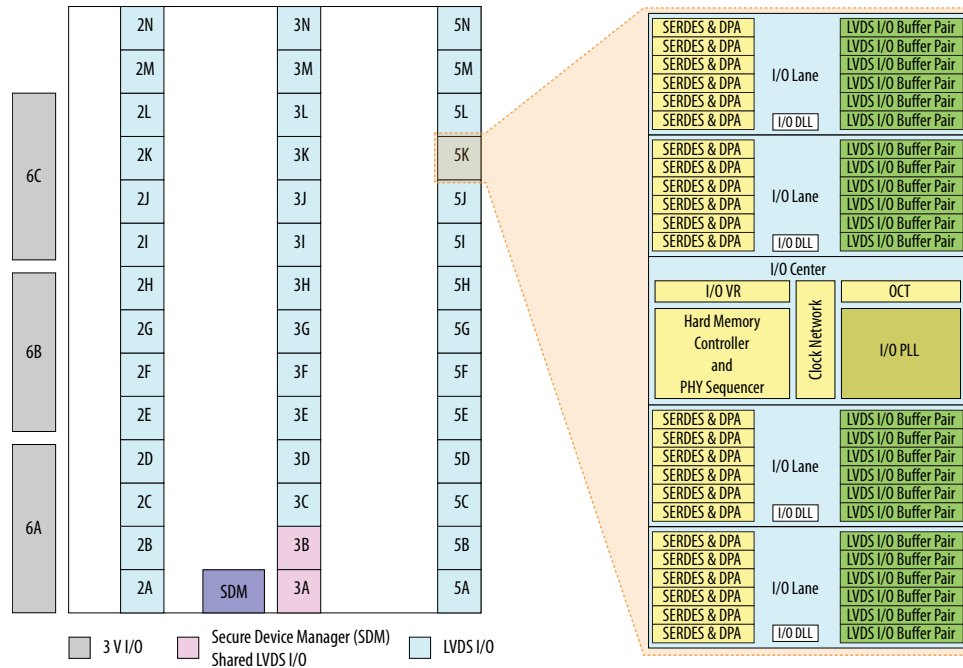 2N 3N 5N
2M 3M 5M
2L 3L 5L
2K 3K 5K
2J 3J 5J
2I 3I 5I
2H 3H 5H
2G 3G 5G
2F 3F 5F
2E 3E 5E
2D 3D 5D
2C 3C 5C
2B 3B 5B
2A SDM 3A 5A
6C
6B
6A
3 V I/O
Secure Device Manager (SDM)
Shared LVDS I/O
LVDS I/O
SERDES & DPA LVDS I/O Buffer Pair
SERDES & DPA LVDS I/O Buffer Pair
SERDES & DPA I/O Lane LVDS I/O Buffer Pair
SERDES & DPA LVDS I/O Buffer Pair
SERDES & DPA LVDS I/O Buffer Pair
SERDES & DPA I/O DLL LVDS I/O Buffer Pair
SERDES & DPA LVDS I/O Buffer Pair
SERDES & DPA LVDS I/O Buffer Pair
SERDES & DPA I/O Lane LVDS I/O Buffer Pair
SERDES & DPA LVDS I/O Buffer Pair
SERDES & DPA LVDS I/O Buffer Pair
SERDES & DPA I/O DLL LVDS I/O Buffer Pair
I/O Center
I/O VR OCT
Hard Memory
Controller
and
PHY Sequencer
Clock Network
I/O PLL
SERDES & DPA LVDS I/O Buffer Pair
SERDES & DPA LVDS I/O Buffer Pair
SERDES & DPA I/O Lane LVDS I/O Buffer Pair
SERDES & DPA LVDS I/O Buffer Pair
SERDES & DPA LVDS I/O Buffer Pair
SERDES & DPA I/O DLL LVDS I/O Buffer Pair
SERDES & DPA LVDS I/O Buffer Pair
SERDES & DPA LVDS I/O Buffer Pair
SERDES & DPA I/O Lane LVDS I/O Buffer Pair
SERDES & DPA LVDS I/O Buffer Pair
SERDES & DPA LVDS I/O Buffer Pair
SERDES & DPA I/O DLL LVDS I/O Buffer Pair